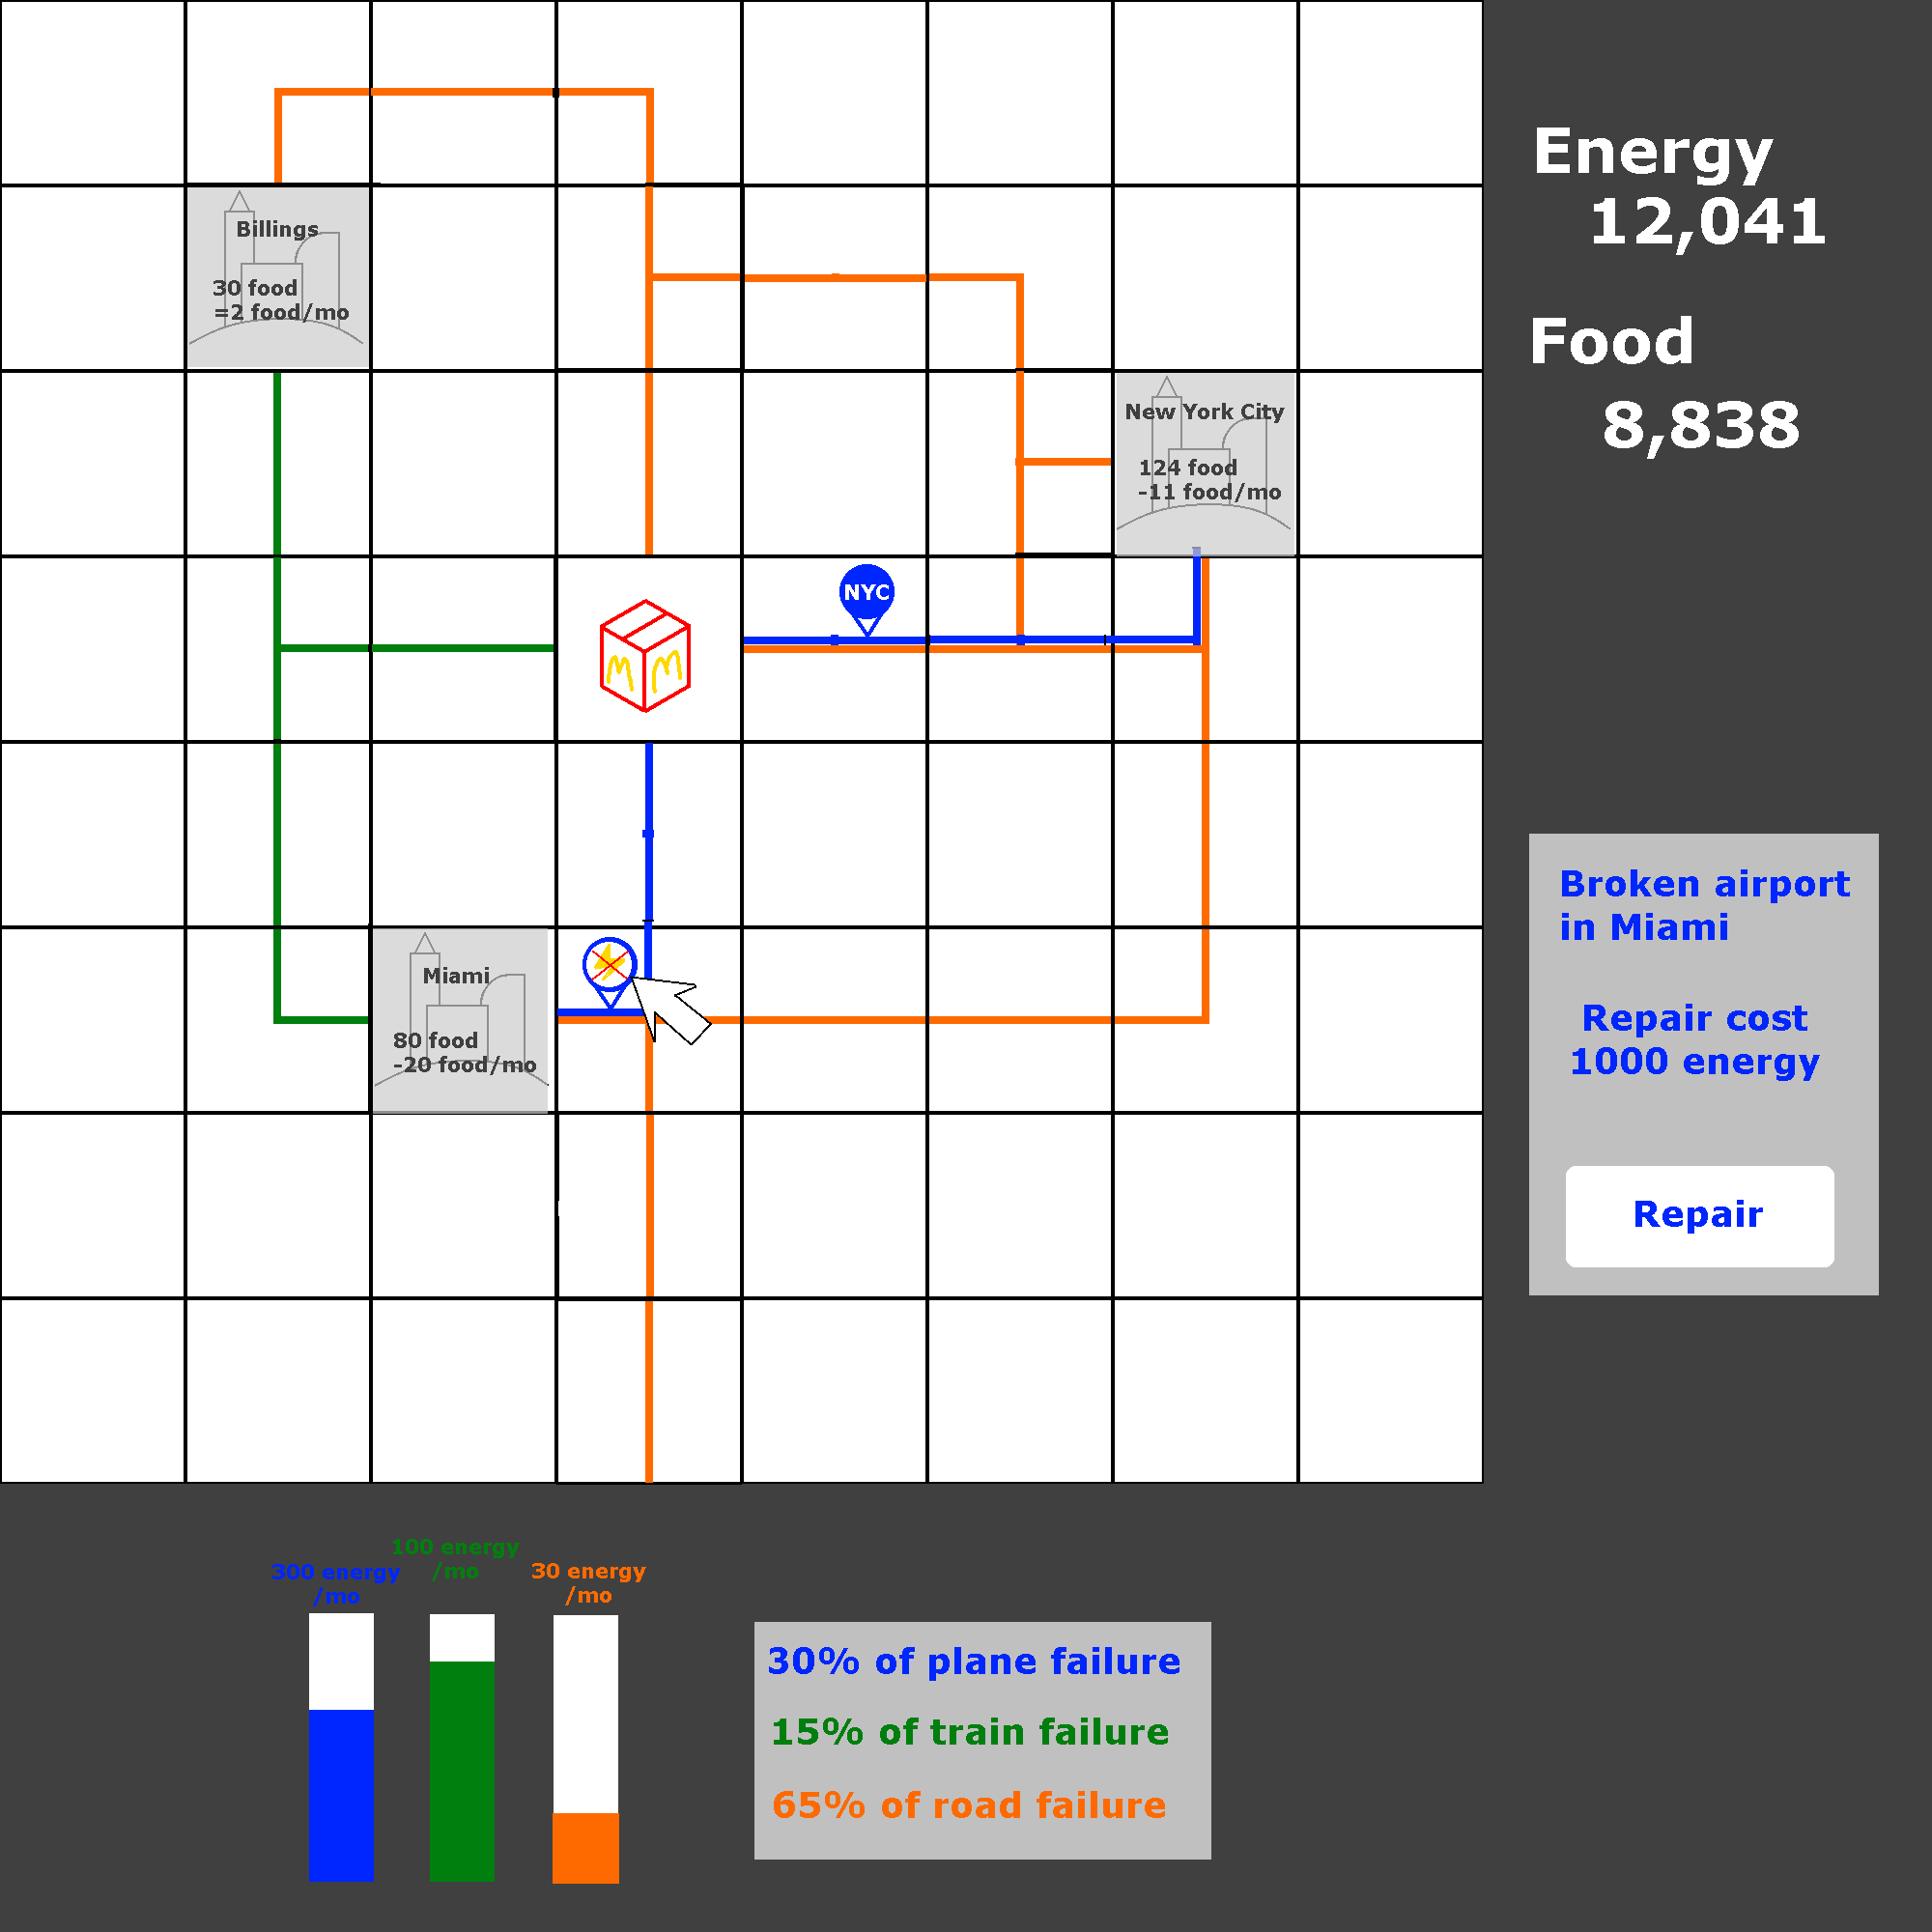 Energy
12,041
Food
8,838
Billings
30 food
=2 food/mo
New York City
124 food
-11 food/mo
NYC
Miami
80 food
-20 food/mo
Broken airport
in Miami
Repair cost
1000 energy
Repair
300 energy
/mo
100 energy
/mo
30 energy
/mo
30% of plane failure
15% of train failure
65% of road failure